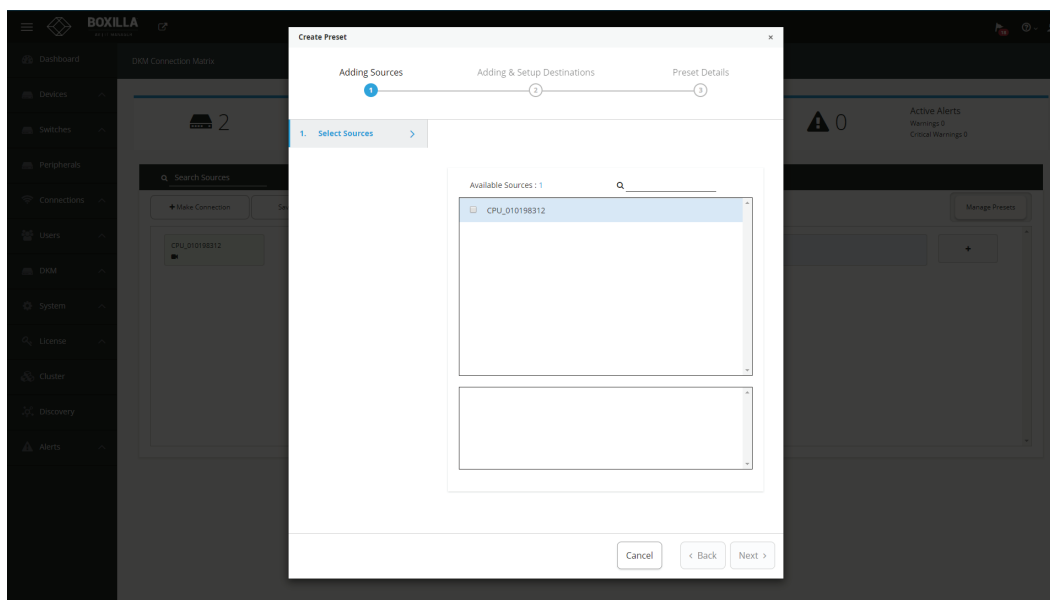 BOXILLA
Create Preset
×
Dashboard
DKM Connection Matrix
Adding Sources
Adding & Setup Destinations
Preset Details
1
2
3
Devices
2
0
Active Alerts
Warnings 0
Critical Warnings 0
Switches
1. Select Sources
Peripherals
Search Sources
Available Sources : 1
Connections
+ Make Connection
Manage Presets
CPU_010198312
Users
CPU_010198312
+
DKM
System
License
Cluster
Discovery
Alerts
Cancel
< Back
Next >